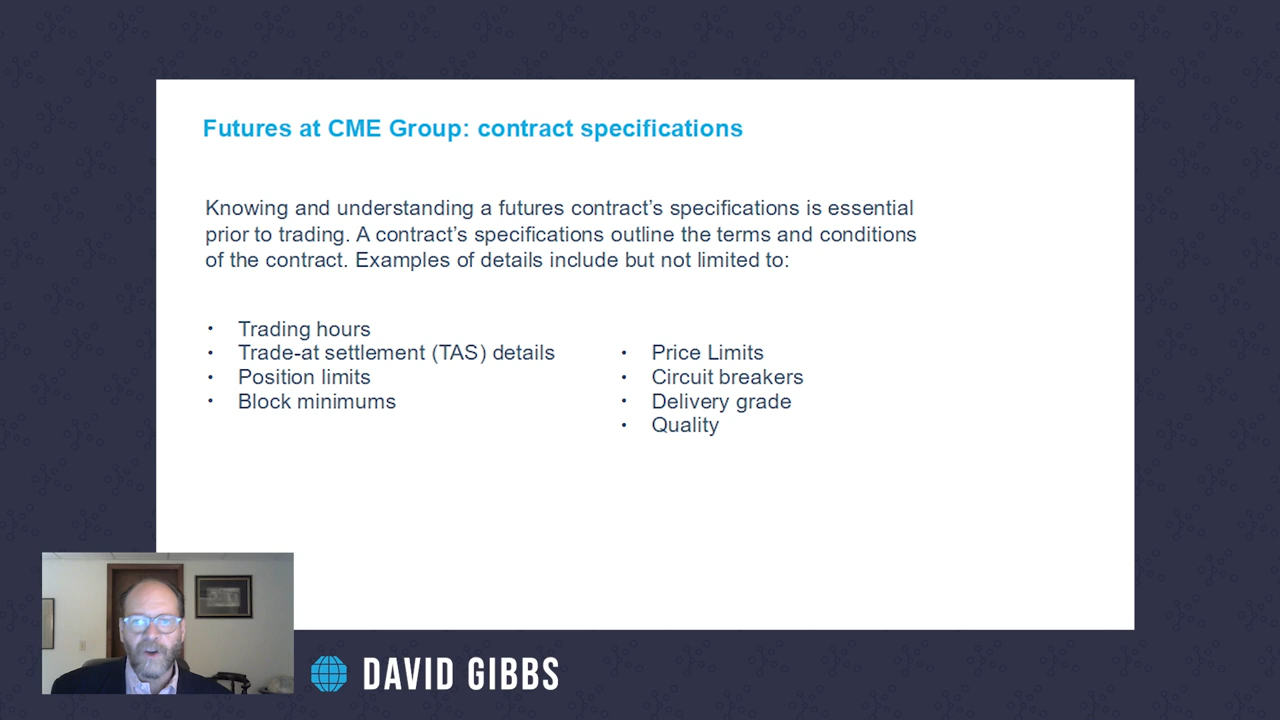 Futures at CME Group: contract specifications
Knowing and understanding a futures contract’s specifications is essential
prior to trading. A contract’s specifications outline the terms and conditions
of the contract. Examples of details include but not limited to:
• Trading hours
• Trade-at settlement (TAS) details
• Position limits
• Block minimums
• Price Limits
• Circuit breakers
• Delivery grade
• Quality
DAVID GIBBS